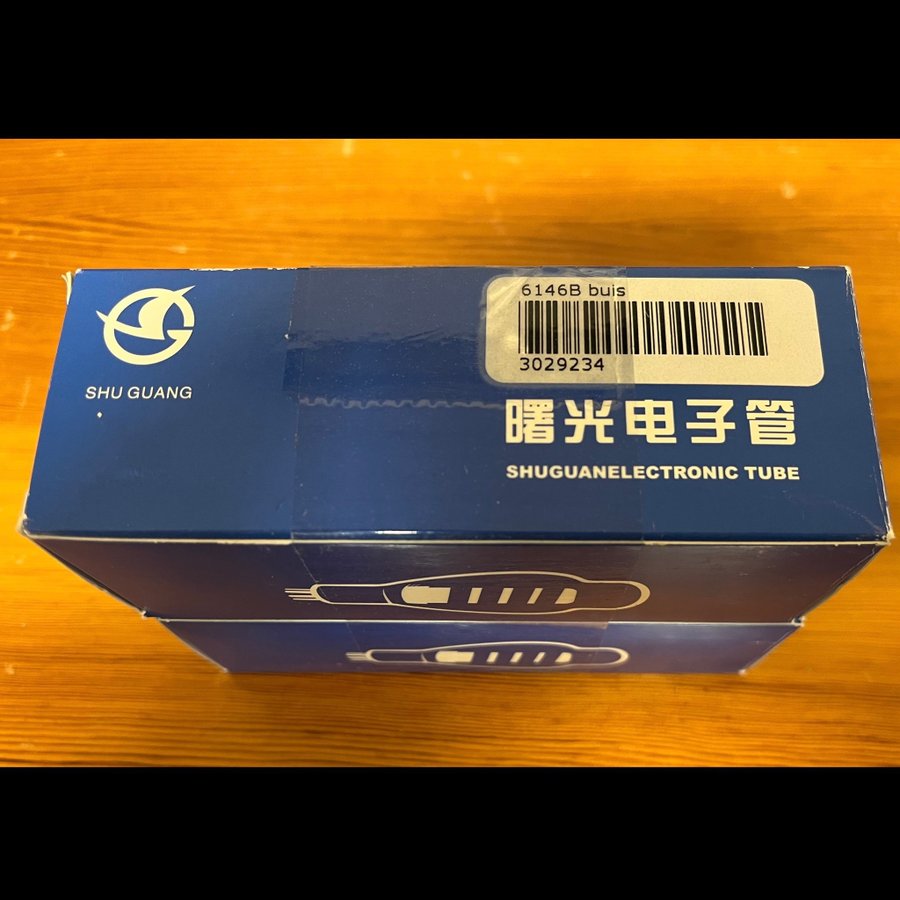 6146B buis
3029234
SHU GUANG
曙光电子管
SHUGUANELECTRONIC TUBE